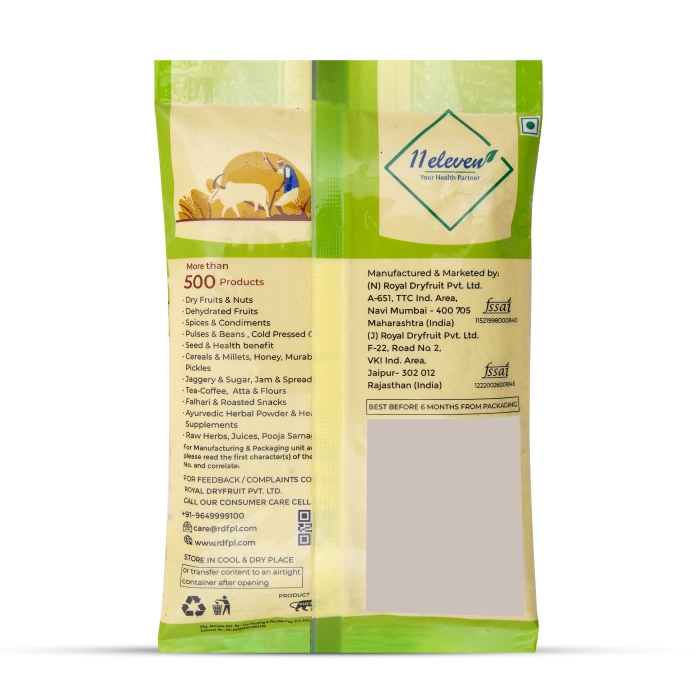 11 eleven
Your Health Partner
More than
500 Products
· Dry Fruits & Nuts
· Dehydrated Fruits
· Spices & Condiments
· Pulses & Beans , Cold Pressed
· Seed & Health benefit
· Cereals & Millets, Honey, Murab
Pickles
· Jaggery & Sugar, Jam & Spread
· Tea-Coffee, Atta & Flours
· Falhari & Roasted Snacks
· Ayurvedic Herbal Powder & Hea
Supplements
· Raw Herbs, Juices, Pooja Samag
For Manufacturing & Packaging unit
please read the first character(s) of the
No. and correlate:
FOR FEEDBACK / COMPLAINTS CO
ROYAL DRYFRUIT PVT. LTD.
CALL OUR CONSUMER CARE CELL
+91-9649999100
care@rdfpl.com
www.rdfpl.com
STORE IN COOL & DRY PLACE
or transfer content to an airtight
container after opening
PRODUCT
Manufactured & Marketed by:
(N) Royal Dryfruit Pvt. Ltd.
A-651, TTC Ind. Area,
Navi Mumbai - 400 705
Maharashtra (India)
fssai
11521998000840
(J) Royal Dryfruit Pvt. Ltd.
F-22, Road No. 2,
VKI Ind. Area,
Jaipur- 302 012
Rajasthan (India)
fssai
BEST BEFORE 6 MONTHS FROM PACKAGING